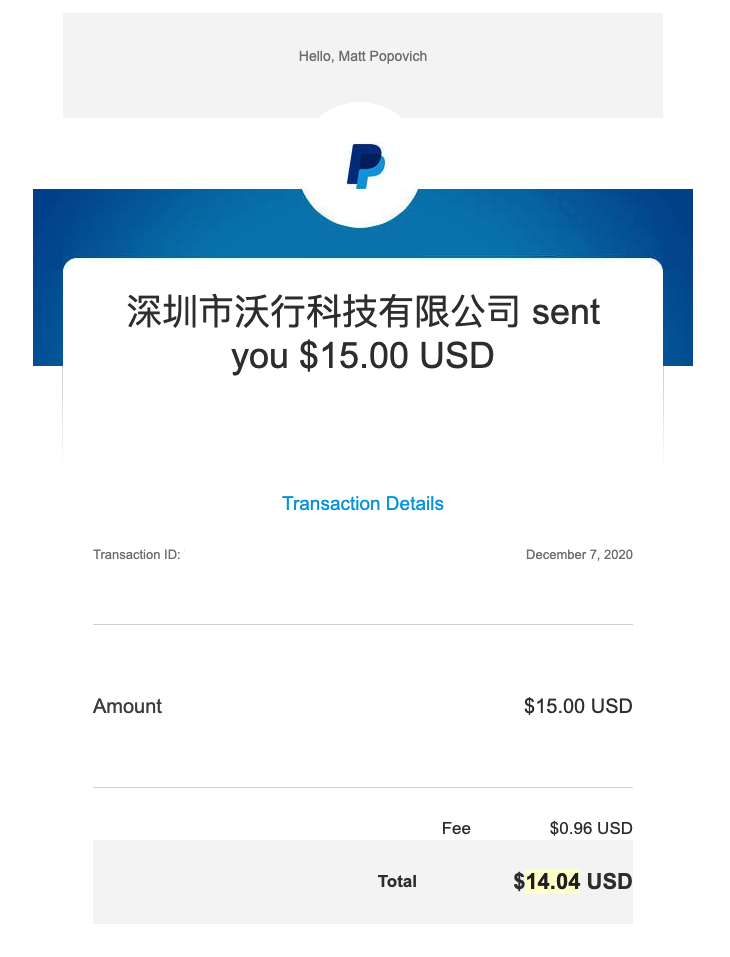 Hello, Matt Popovich
深圳市沃行科技有限公司 sent
you $15.00 USD
Transaction Details
Transaction ID: December 7, 2020
Amount $15.00 USD
Fee $0.96 USD
Total $14.04 USD